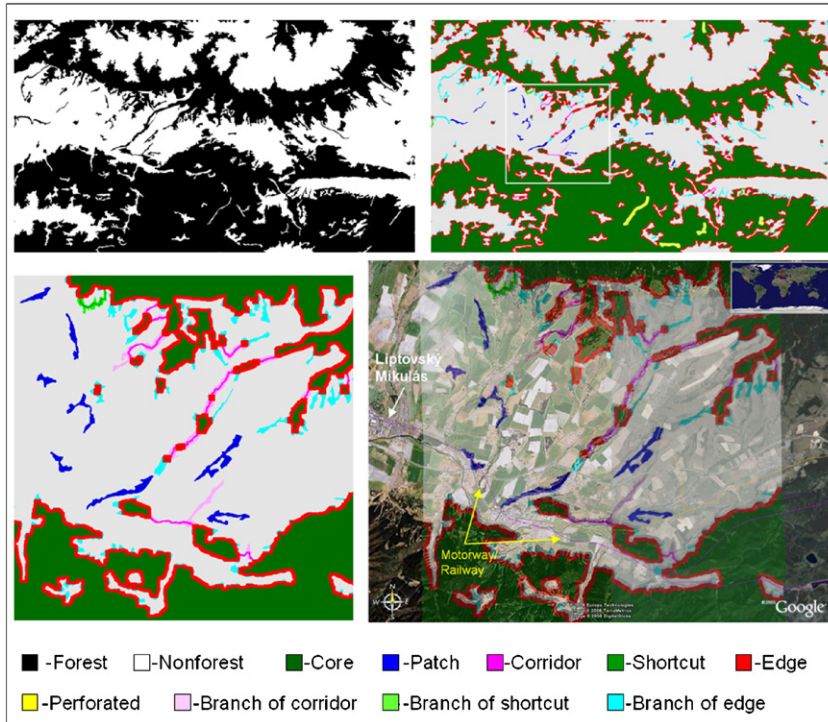 Liptovský
Mikulás
Motorway/
Railway
N
W
E
S
Google
-Forest -Nonforest -Core -Patch -Corridor -Shortcut -Edge
-Perforated -Branch of corridor -Branch of shortcut -Branch of edge